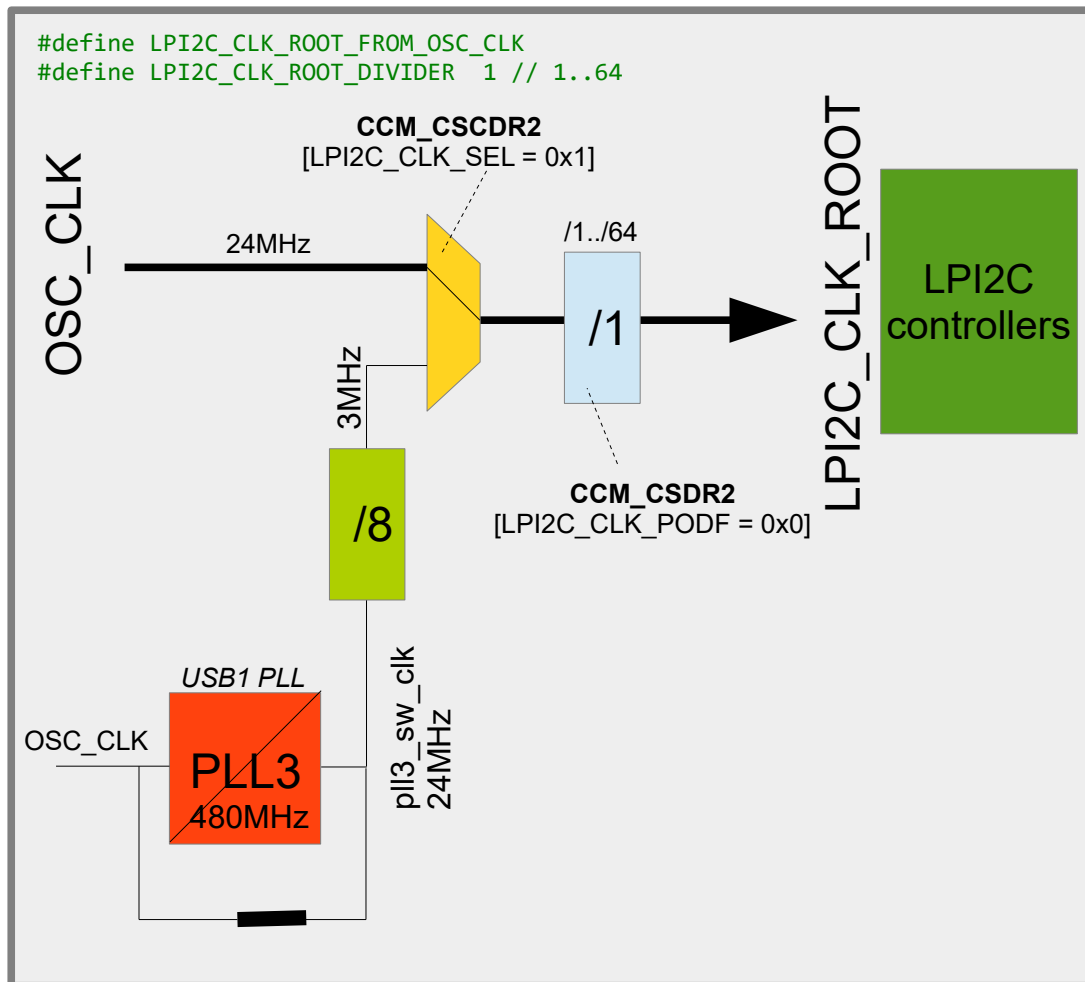 #define LPI2C_CLK_ROOT_FROM_OSC_CLK
#define LPI2C_CLK_ROOT_DIVIDER  1 // 1..64
CCM_CSCDR2
[LPI2C_CLK_SEL = 0x1]
OSC_CLK
24MHz
/1../64
/1
LPI2C_CLK_ROOT
LPI2C
controllers
3MHz
CCM_CSDR2
[LPI2C_CLK_PODF = 0x0]
/8
USB1 PLL
OSC_CLK
PLL3
480MHz
pll3_sw_clk
24MHz